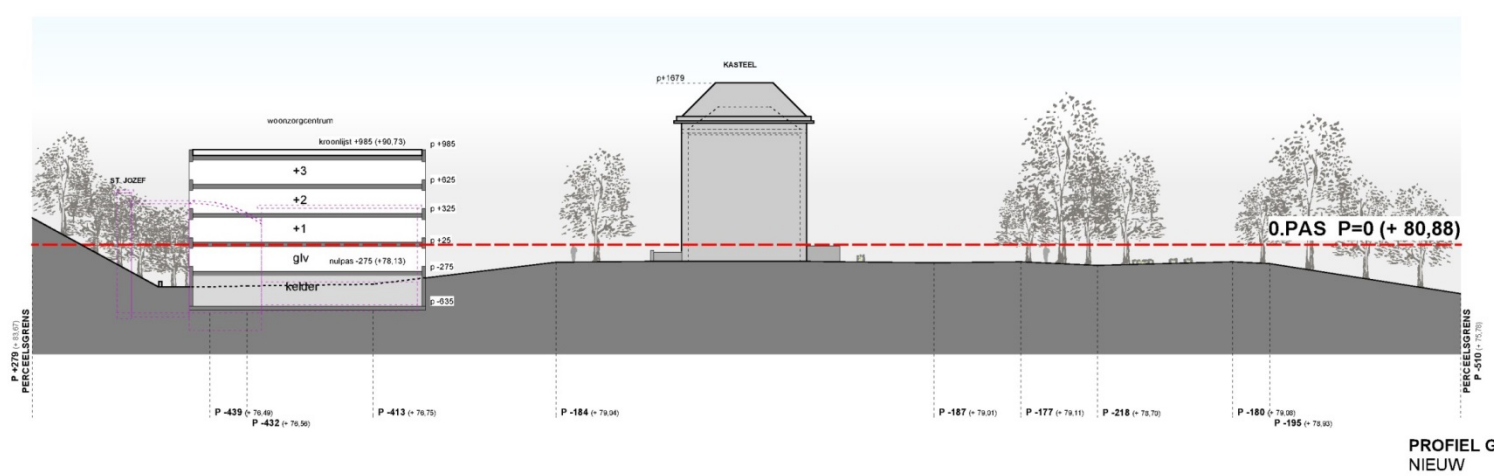 KASTEEL
p+1679
woonzorgcentrum
kroonlijst +985 (+90,73)
p +985
+3
ST. JOZEF
p +625
+2
p +325
+1
p +25
0.PAS P=0 (+ 80,88)
glv
nulpas -275 (+78,13)
p -275
kelder
p -635
P +279 (+ 83,67)
PERCEELSGRENS
PERCEELSGRENS
P -510 (+ 75,78)
P -439 (+ 76,49)
P -432 (+ 76,56)
P -413 (+ 76,75)
P -184 (+ 79,04)
P -187 (+ 79,01)
P -177 (+ 79,11)
P -218 (+ 78,70)
P -180 (+ 79,08)
P -195 (+ 78,93)
PROFIEL G
NIEUW